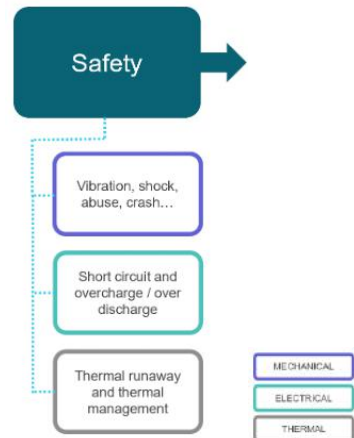 Safety
Vibration, shock,
abuse, crash...
Short circuit and
overcharge / over
discharge
Thermal runaway
and thermal
management
MECHANICAL
ELECTRICAL
THERMAL